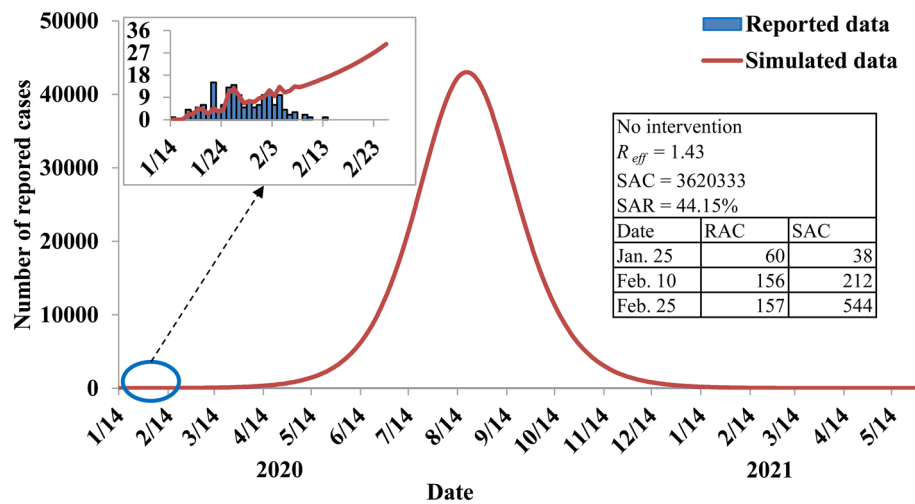 50000
40000
30000
20000
10000
0
Number of repored cases
36
27
18
9
0
1/14
1/24
2/3
2/13
2/23
Reported data
Simulated data
No intervention
R eff = 1.43
SAC = 3620333
SAR = 44.15%
Date RAC SAC
Jan. 25 60 38
Feb. 10 156 212
Feb. 25 157 544
1/14
2/14
3/14
4/14
5/14
6/14
7/14
8/14
9/14
10/14
11/14
12/14
1/14
2/14
3/14
4/14
5/14
2020 2021
Date